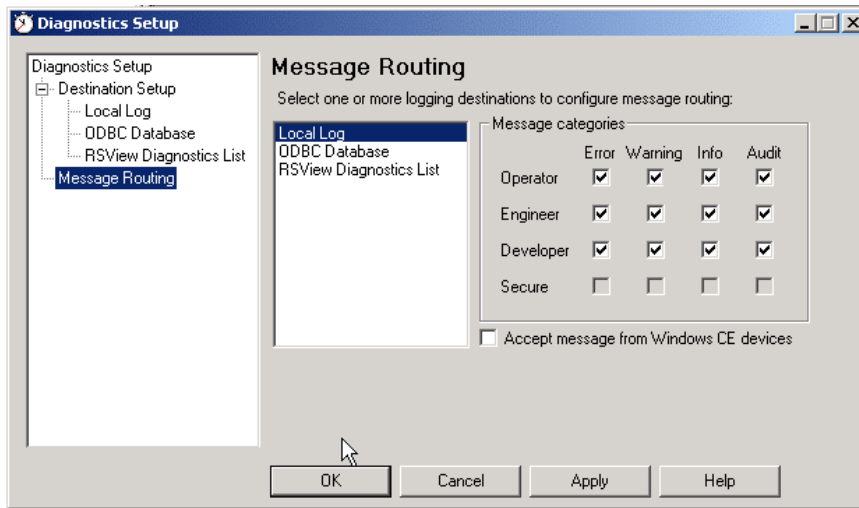 Diagnostics Setup
Diagnostics Setup
Destination Setup
Local Log
ODBC Database
RSView Diagnostics List
Message Routing
Message Routing
Select one or more logging destinations to configure message routing:
Local Log
ODBC Database
RSView Diagnostics List
Message categories
Error Warning Info Audit
Operator
Engineer
Developer
Secure
Accept message from Windows CE devices
OK Cancel Apply Help